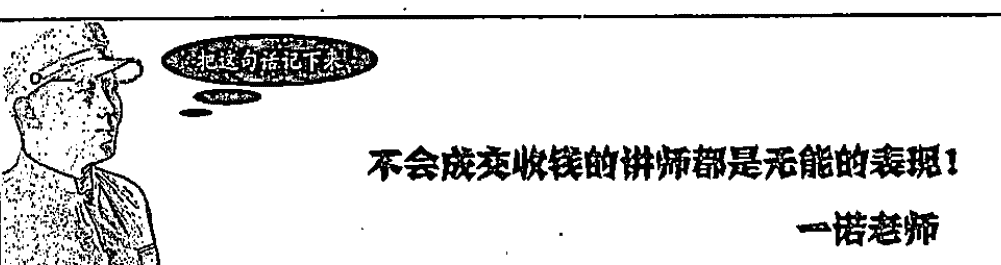 把这句话记下来
不会成交收钱的讲师都是无能的表现！
一诺老师